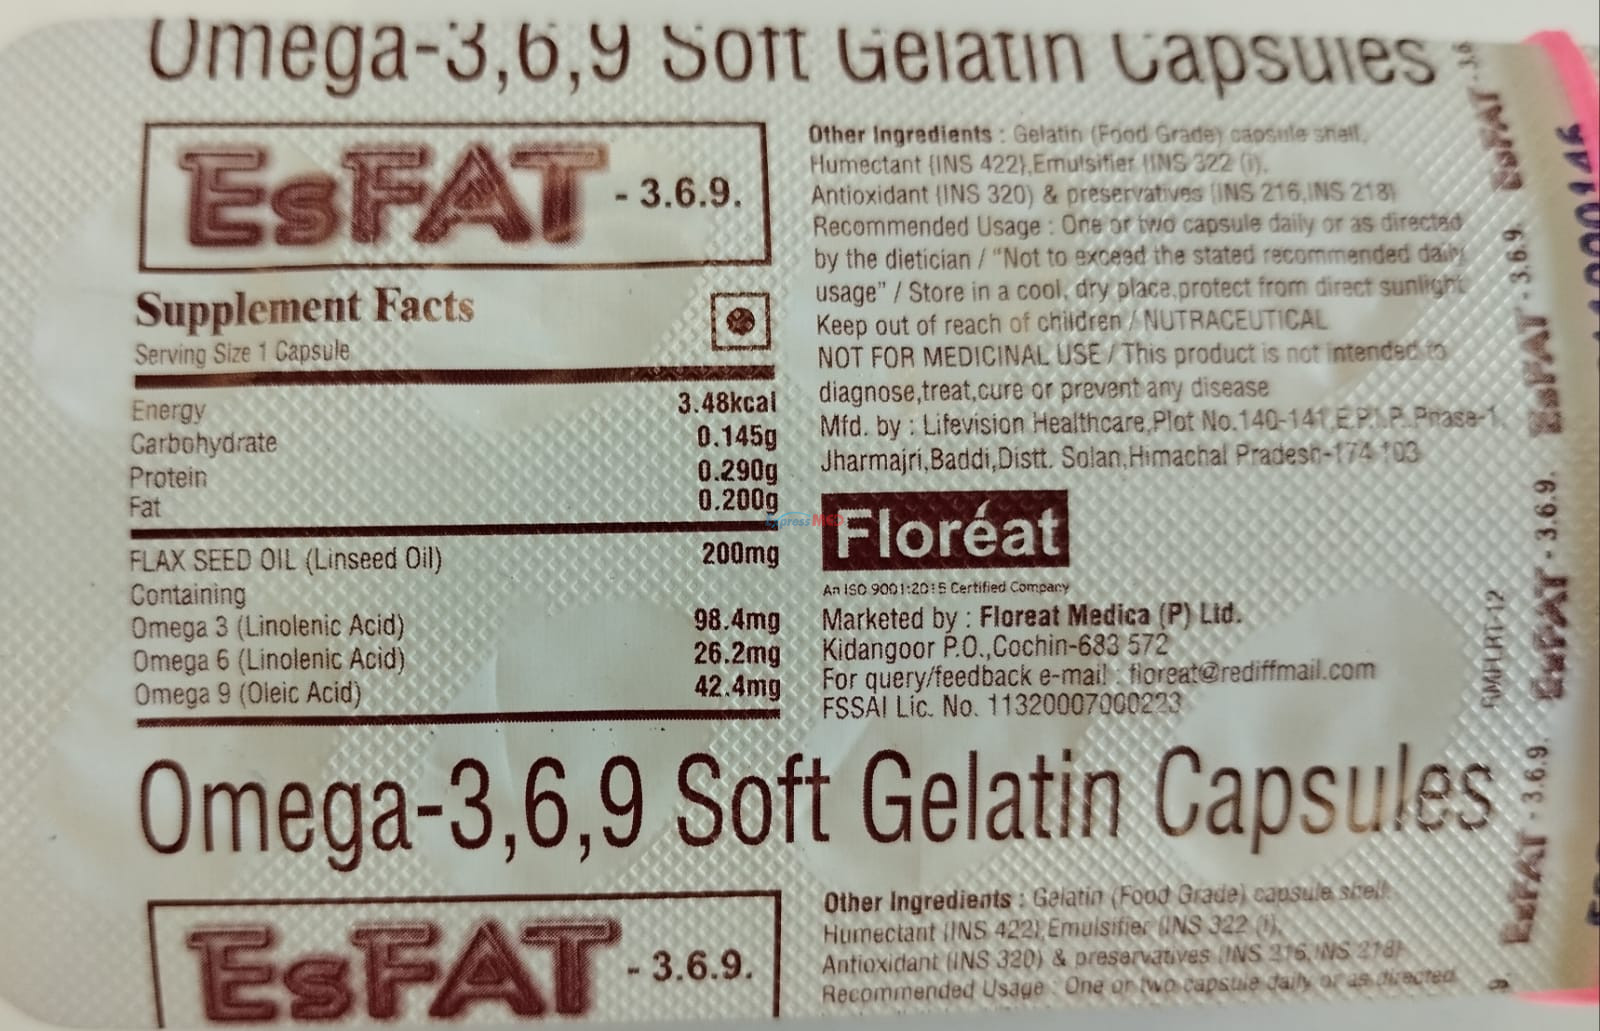 Omega-3,6,9 Soft Gelatin Capsules
EsFAT - 3.6.9.
Supplement Facts
Serving Size 1 Capsule
Energy 3.48kcal
Carbohydrate 0.145g
Protein 0.290g
Fat 0.200g
FLAX SEED OIL (Linseed Oil) 200mg
Containing
Omega 3 (Linolenic Acid) 98.4mg
Omega 6 (Linolenic Acid) 26.2mg
Omega 9 (Oleic Acid) 42.4mg
Other Ingredients : Gelatin (Food Grade) capsule shell,
Humectant (INS 422),Emulsifier (INS 322 (i),
Antioxidant (INS 320) & preservatives (INS 216,INS 218)
Recommended Usage : One or two capsule daily or as directed
by the dietician / "Not to exceed the stated recommended daily
usage" / Store in a cool, dry place,protect from direct sunlight
Keep out of reach of children / NUTRACEUTICAL
NOT FOR MEDICINAL USE / This product is not intended to
diagnose,treat,cure or prevent any disease
Mfd. by : Lifevision Healthcare,Plot No.140-141,E.P.I.P.Phase-1,
Jharmajri,Baddi,Distt. Solan,Himachal Pradesh-174 103
ExpressMED
Floréat
An ISO 9001:2015 Certified Company
Marketed by : Floreat Medica (P) Ltd.
Kidangoor P.O.,Cochin-683 572
For query/feedback e-mail : floreat@rediffmail.com
FSSAI Lic. No. 11320007000223
Omega-3,6,9 Soft Gelatin Capsules
EsFAT - 3.6.9.
Other Ingredients : Gelatin (Food Grade) capsule shell,
Humectant (INS 422),Emulsifier (INS 322 (i),
Antioxidant (INS 320) & preservatives (INS 216,INS 218)
Recommended Usage : One or two capsule daily or as directed
EsFAT - 3.6.9. EsFAT - 3.6.9. EsFAT - 3.6.9. EsFAT - 3.6.9.